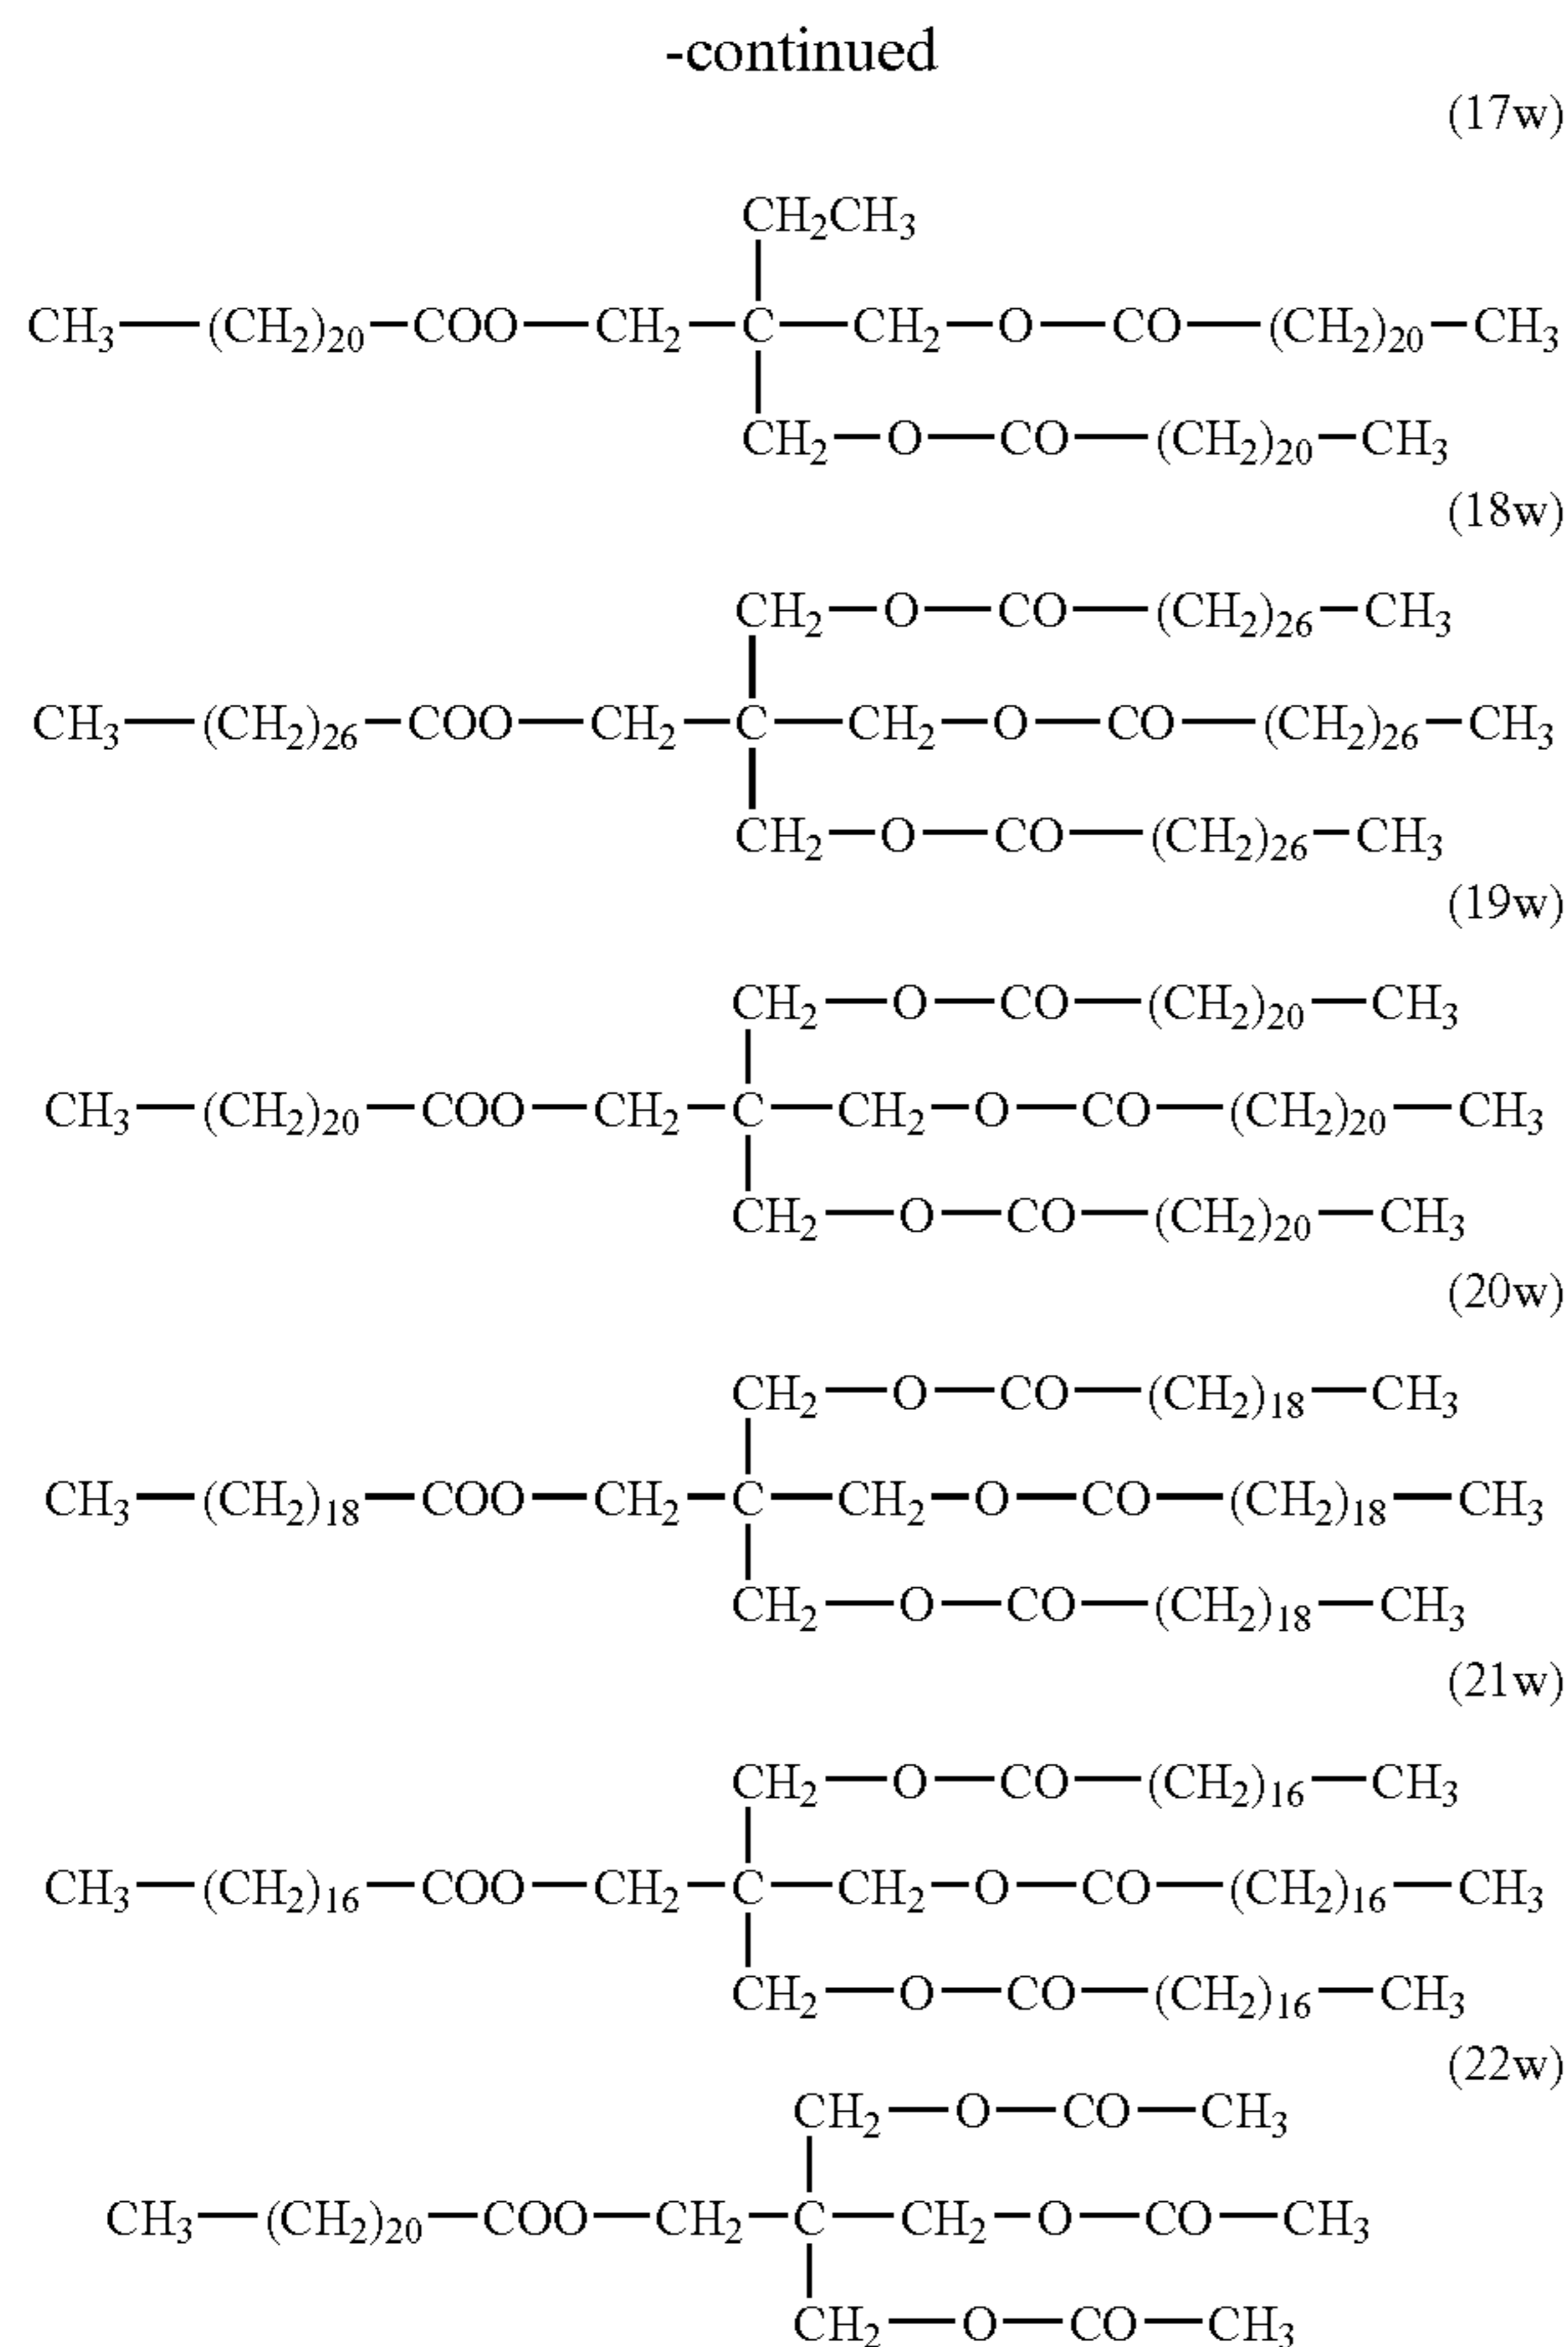 -continued
(17w)
CH₂CH₃
CH₃—(CH₂)₂₀—COO—CH₂—C—CH₂—O—CO—(CH₂)₂₀—CH₃
CH₂—O—CO—(CH₂)₂₀—CH₃
(18w)
CH₂—O—CO—(CH₂)₂₆—CH₃
CH₃—(CH₂)₂₆—COO—CH₂—C—CH₂—O—CO—(CH₂)₂₆—CH₃
CH₂—O—CO—(CH₂)₂₆—CH₃
(19w)
CH₂—O—CO—(CH₂)₂₀—CH₃
CH₃—(CH₂)₂₀—COO—CH₂—C—CH₂—O—CO—(CH₂)₂₀—CH₃
CH₂—O—CO—(CH₂)₂₀—CH₃
(20w)
CH₂—O—CO—(CH₂)₁₈—CH₃
CH₃—(CH₂)₁₈—COO—CH₂—C—CH₂—O—CO—(CH₂)₁₈—CH₃
CH₂—O—CO—(CH₂)₁₈—CH₃
(21w)
CH₂—O—CO—(CH₂)₁₆—CH₃
CH₃—(CH₂)₁₆—COO—CH₂—C—CH₂—O—CO—(CH₂)₁₆—CH₃
CH₂—O—CO—(CH₂)₁₆—CH₃
(22w)
CH₂—O—CO—CH₃
CH₃—(CH₂)₂₀—COO—CH₂—C—CH₂—O—CO—CH₃
CH₂—O—CO—CH₃